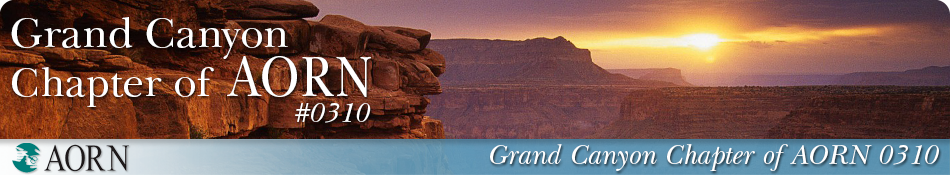 Grand Canyon
Chapter of AORN
#0310
AORN
Grand Canyon Chapter of AORN 0310